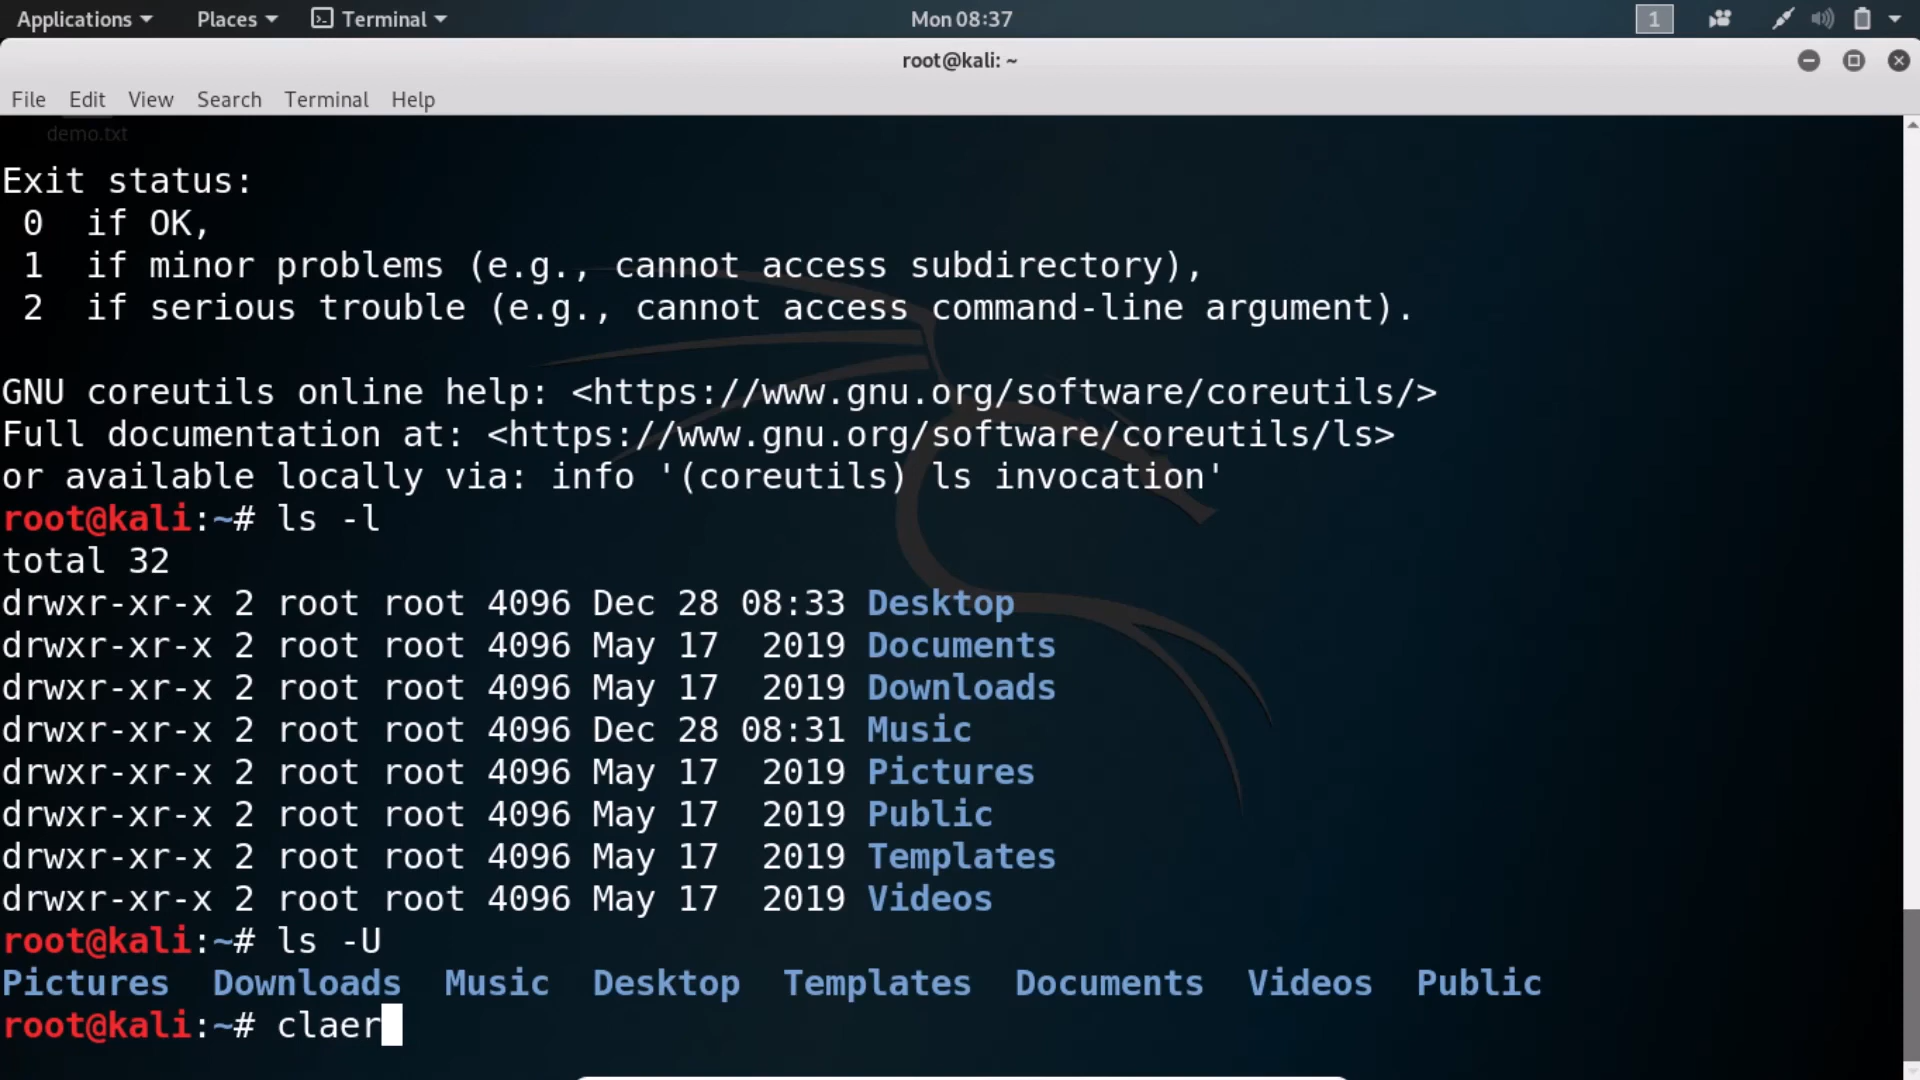 Applications Places Terminal Mon 08:37 1
root@kali: ~
File Edit View Search Terminal Help
demo.txt
Exit status:
 0  if OK,
 1  if minor problems (e.g., cannot access subdirectory),
 2  if serious trouble (e.g., cannot access command-line argument).
GNU coreutils online help: <https://www.gnu.org/software/coreutils/>
Full documentation at: <https://www.gnu.org/software/coreutils/ls>
or available locally via: info '(coreutils) ls invocation'
root@kali:~# ls -l
total 32
drwxr-xr-x 2 root root 4096 Dec 28 08:33 Desktop
drwxr-xr-x 2 root root 4096 May 17  2019 Documents
drwxr-xr-x 2 root root 4096 May 17  2019 Downloads
drwxr-xr-x 2 root root 4096 Dec 28 08:31 Music
drwxr-xr-x 2 root root 4096 May 17  2019 Pictures
drwxr-xr-x 2 root root 4096 May 17  2019 Public
drwxr-xr-x 2 root root 4096 May 17  2019 Templates
drwxr-xr-x 2 root root 4096 May 17  2019 Videos
root@kali:~# ls -U
Pictures  Downloads  Music  Desktop  Templates  Documents  Videos  Public
root@kali:~# claer